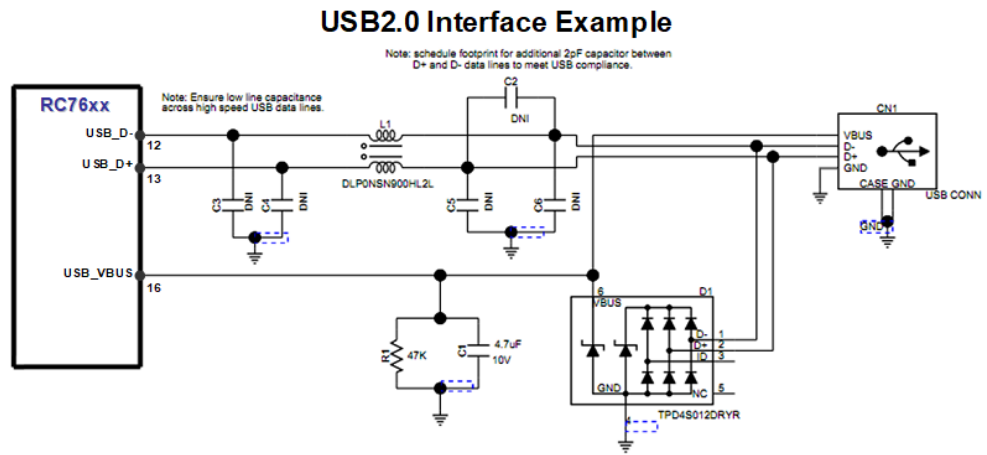 USB2.0 Interface Example
Note: schedule footprint for additional 2pF capacitor between
D+ and D- data lines to meet USB compliance.
RC76xx
Note: Ensure low line capacitance
across high speed USB data lines.
C2
DNI
CN1
L1
USB_D-
12
VBUS
D-
D+
GND
USB_D+
13
DLP0NSN900HL2L
CASE GND
USB CONN
C3
DNI
C4
DNI
C5
DNI
C6
DNI
GND
USB_VBUS
16
6
VBUS
D1
R1
47K
C1
4.7uF
10V
D-
1
D+
2
ID
3
GND
NC
5
4
TPD4S012DRYR